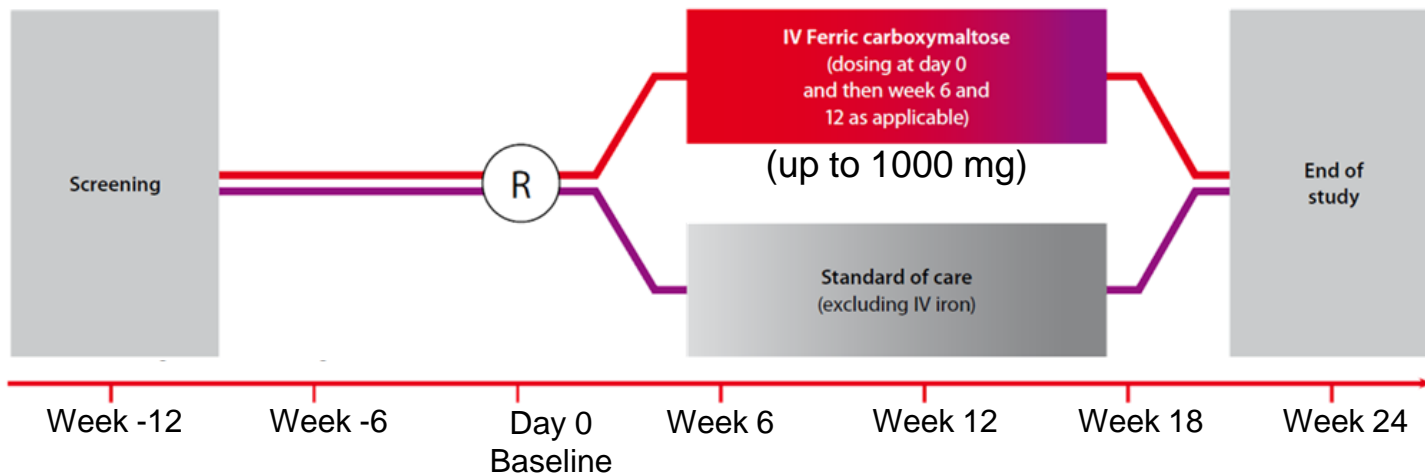 Screening
R
IV Ferric carboxymaltose
(dosing at day 0
and then week 6 and
12 as applicable)
(up to 1000 mg)
Standard of care
(excluding IV iron)
End of
study
Week -12
Week -6
Day 0
Baseline
Week 6
Week 12
Week 18
Week 24